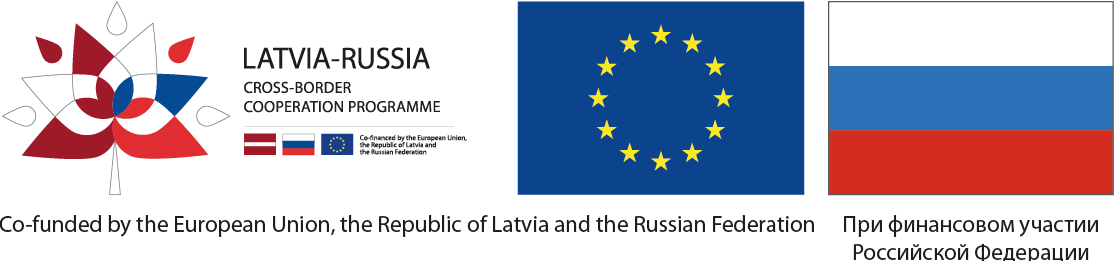 LATVIA-RUSSIA
CROSS-BORDER
COOPERATION PROGRAMME
Co-financed by the European Union,
the Republic of Latvia and
the Russian Federation
Co-funded by the European Union, the Republic of Latvia and the Russian Federation
При финансовом участии
Российской Федерации